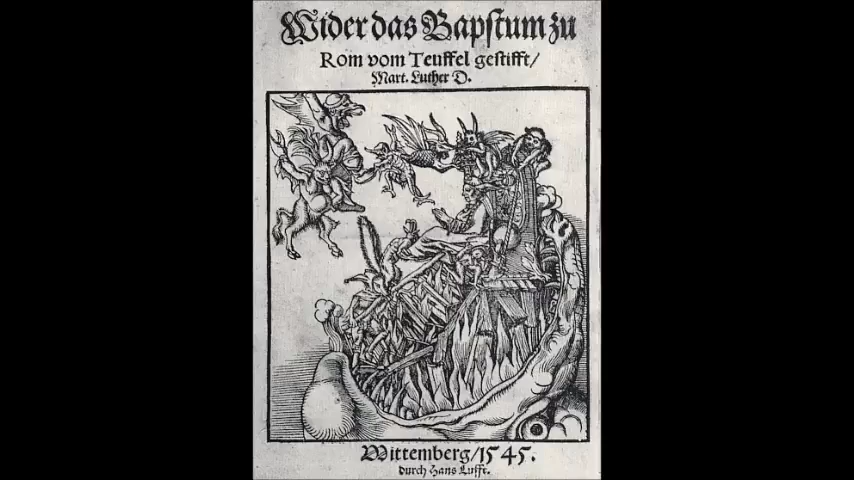 Wider das Bapstum zu
Rom vom Teuffel gestifft/
Mart. Luther D.
Wittemberg/1545.
durch Hans Lufft.